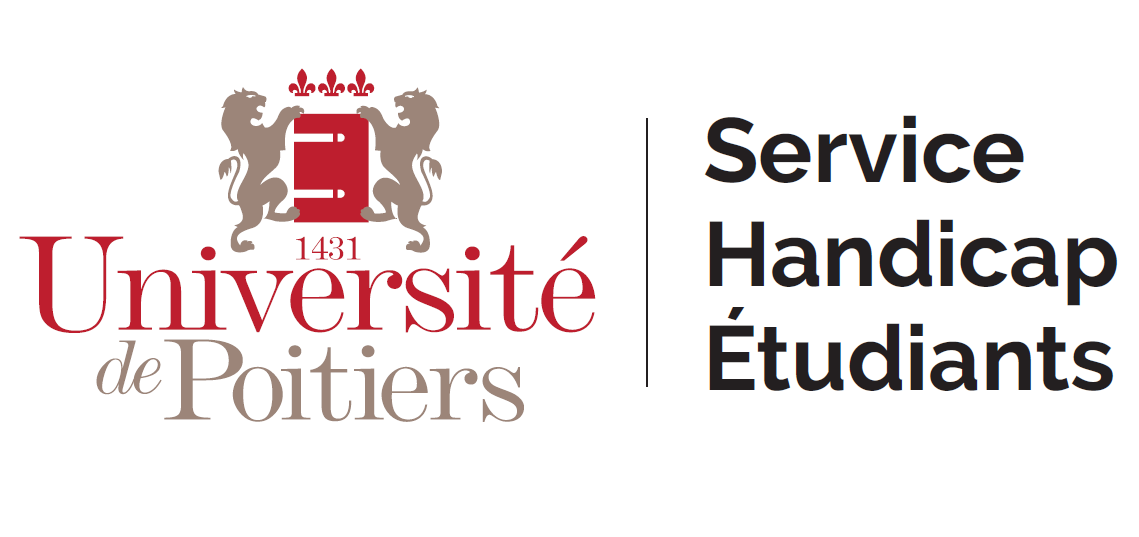 1431
Université
de Poitiers
Service
Handicap
Étudiants